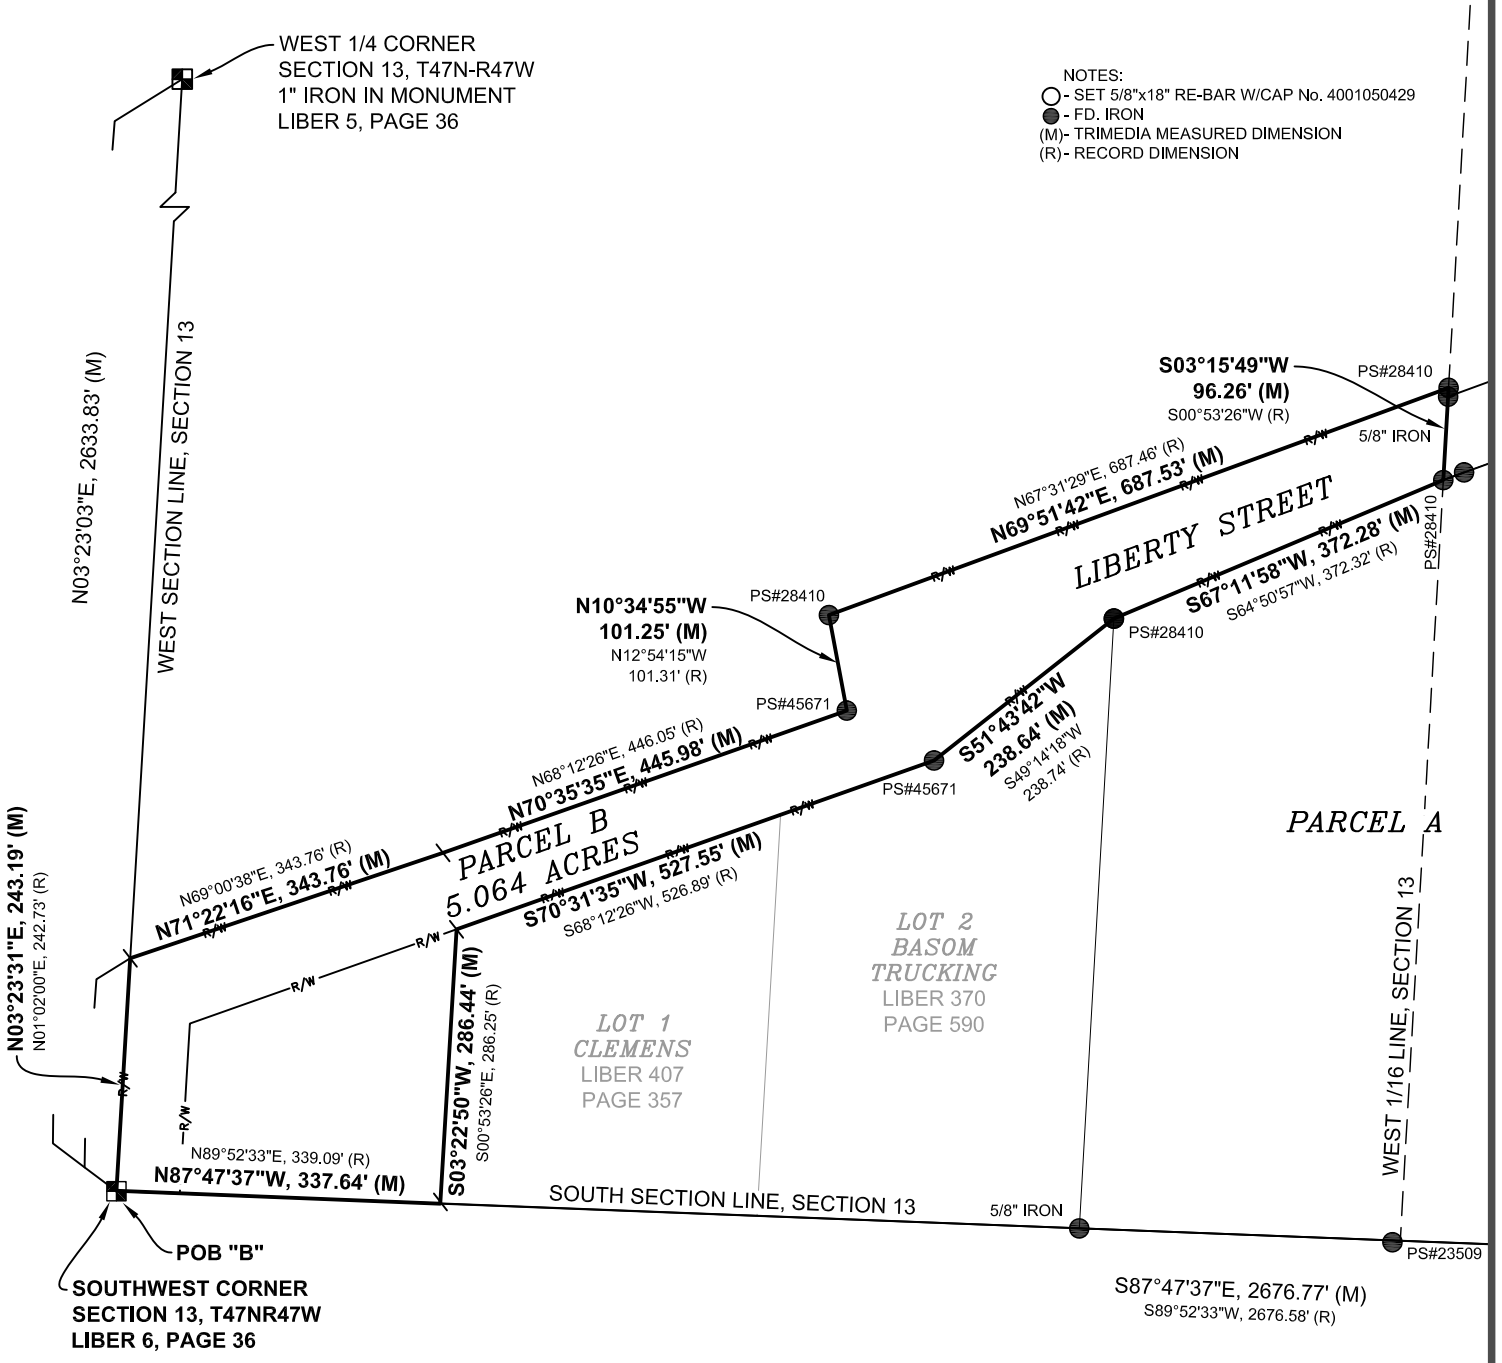 WEST 1/4 CORNER
SECTION 13, T47N-R47W
1" IRON IN MONUMENT
LIBER 5, PAGE 36
NOTES:
- SET 5/8"x18" RE-BAR W/CAP No. 4001050429
- FD. IRON
(M)- TRIMEDIA MEASURED DIMENSION
(R)- RECORD DIMENSION
N03°23'03"E, 2633.83' (M)
WEST SECTION LINE, SECTION 13
S03°15'49"W
96.26' (M)
S00°53'26"W (R)
PS#28410
5/8" IRON
R/W
N67°31'29"E, 687.46' (R)
N69°51'42"E, 687.53' (M)
R/W
R/W
R/W
LIBERTY STREET
PS#28410
R/W
R/W
S67°11'58"W, 372.28' (M)
S64°50'57"W, 372.32' (R)
N10°34'55"W
101.25' (M)
N12°54'15"W
101.31' (R)
PS#28410
PS#28410
PS#45671
R/W
S51°43'42"W
238.64' (M)
S49°14'18"W
238.74' (R)
PS#45671
N68°12'26"E, 446.05' (R)
N70°35'35"E, 445.98' (M)
R/W
R/W
R/W
PARCEL B
5.064 ACRES
R/W
R/W
R/W
S70°31'35"W, 527.55' (M)
S68°12'26"W, 526.89' (R)
PARCEL A
N69°00'38"E, 343.76' (R)
N71°22'16"E, 343.76' (M)
R/W
R/W
R/W
R/W
N03°23'31"E, 243.19' (M)
N01°02'00"E, 242.73' (R)
R/W
R/W
S03°22'50"W, 286.44' (M)
S00°53'26"E, 286.25' (R)
LOT 1
CLEMENS
LIBER 407
PAGE 357
LOT 2
BASOM
TRUCKING
LIBER 370
PAGE 590
WEST 1/16 LINE, SECTION 13
N89°52'33"E, 339.09' (R)
N87°47'37"W, 337.64' (M)
SOUTH SECTION LINE, SECTION 13
5/8" IRON
PS#23509
POB "B"
SOUTHWEST CORNER
SECTION 13, T47NR47W
LIBER 6, PAGE 36
S87°47'37"E, 2676.77' (M)
S89°52'33"W, 2676.58' (R)